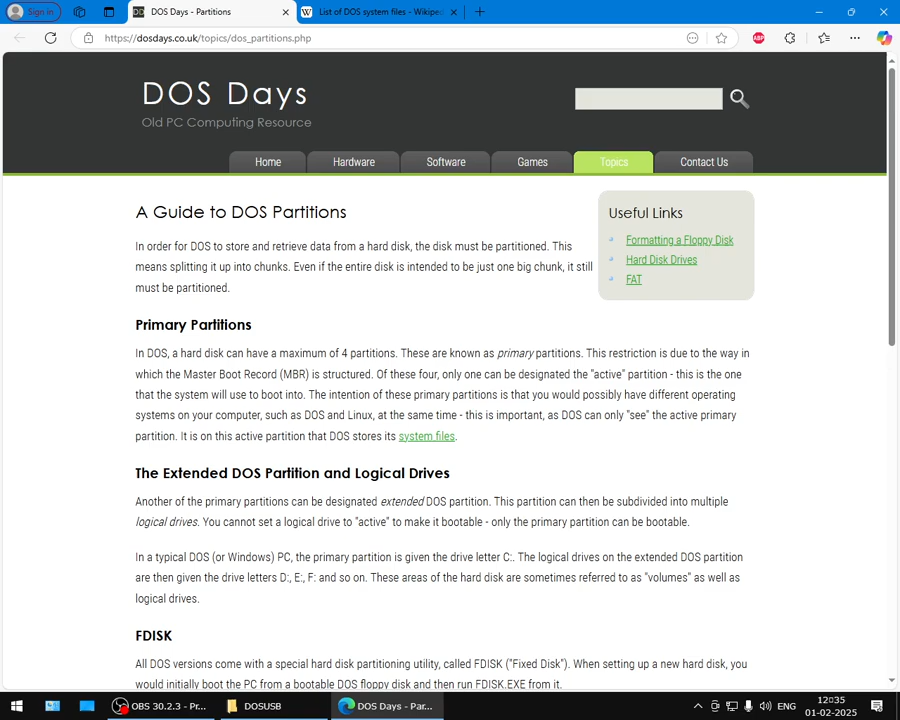 Sign in
DOS Days - Partitions
List of DOS system files - Wikiped
https://dosdays.co.uk/topics/dos_partitions.php
ABP
DOS Days
Old PC Computing Resource
Home
Hardware
Software
Games
Topics
Contact Us
A Guide to DOS Partitions
In order for DOS to store and retrieve data from a hard disk, the disk must be partitioned. This
means splitting it up into chunks. Even if the entire disk is intended to be just one big chunk, it still
must be partitioned.
Useful Links
Formatting a Floppy Disk
Hard Disk Drives
FAT
Primary Partitions
In DOS, a hard disk can have a maximum of 4 partitions. These are known as primary partitions. This restriction is due to the way in
which the Master Boot Record (MBR) is structured. Of these four, only one can be designated the "active" partition - this is the one
that the system will use to boot into. The intention of these primary partitions is that you would possibly have different operating
systems on your computer, such as DOS and Linux, at the same time - this is important, as DOS can only "see" the active primary
partition. It is on this active partition that DOS stores its system files.
The Extended DOS Partition and Logical Drives
Another of the primary partitions can be designated extended DOS partition. This partition can then be subdivided into multiple
logical drives. You cannot set a logical drive to "active" to make it bootable - only the primary partition can be bootable.
In a typical DOS (or Windows) PC, the primary partition is given the drive letter C:. The logical drives on the extended DOS partition
are then given the drive letters D:, E:, F: and so on. These areas of the hard disk are sometimes referred to as "volumes" as well as
logical drives.
FDISK
All DOS versions come with a special hard disk partitioning utility, called FDISK ("Fixed Disk"). When setting up a new hard disk, you
would initially boot the PC from a bootable DOS floppy disk and then run FDISK.EXE from it.
OBS 30.2.3 - Pr...
DOSUSB
DOS Days - Par...
ENG
12:35
01-02-2025